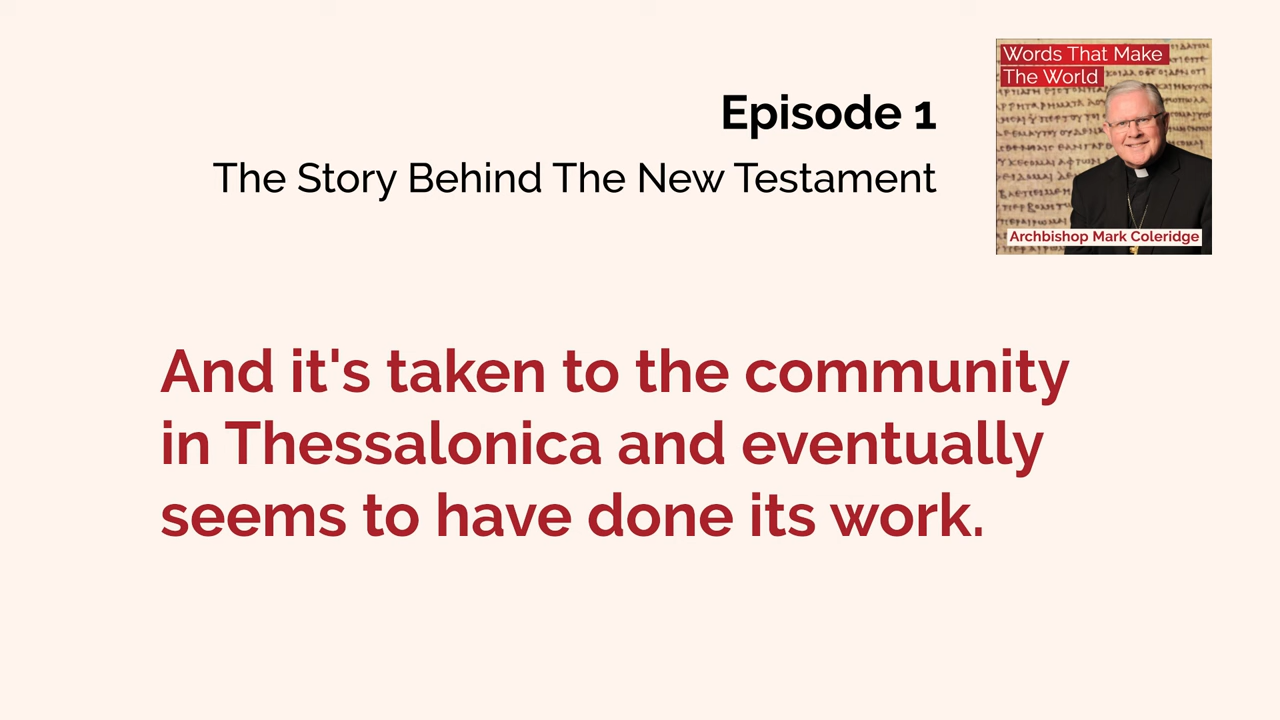 Episode 1
The Story Behind The New Testament
Words That Make
The World
Archbishop Mark Coleridge
And it's taken to the community
in Thessalonica and eventually
seems to have done its work.